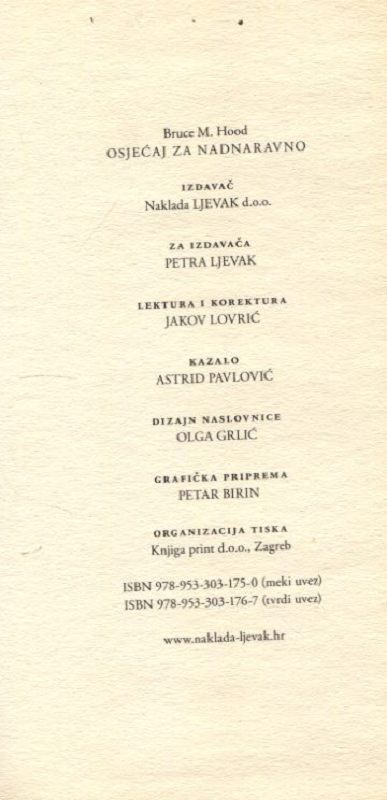 Bruce M. Hood
OSJEĆAJ ZA NADNARAVNO
IZDAVAČ
Naklada LJEVAK d.o.o.
ZA IZDAVAČA
PETRA LJEVAK
LEKTURA I KOREKTURA
JAKOV LOVRIĆ
KAZALO
ASTRID PAVLOVIĆ
DIZAJN NASLOVNICE
OLGA GRLIĆ
GRAFIČKA PRIPREMA
PETAR BIRIN
ORGANIZACIJA TISKA
Knjiga print d.o.o., Zagreb
ISBN 978-953-303-175-0 (meki uvez)
ISBN 978-953-303-176-7 (tvrdi uvez)
www.naklada-ljevak.hr